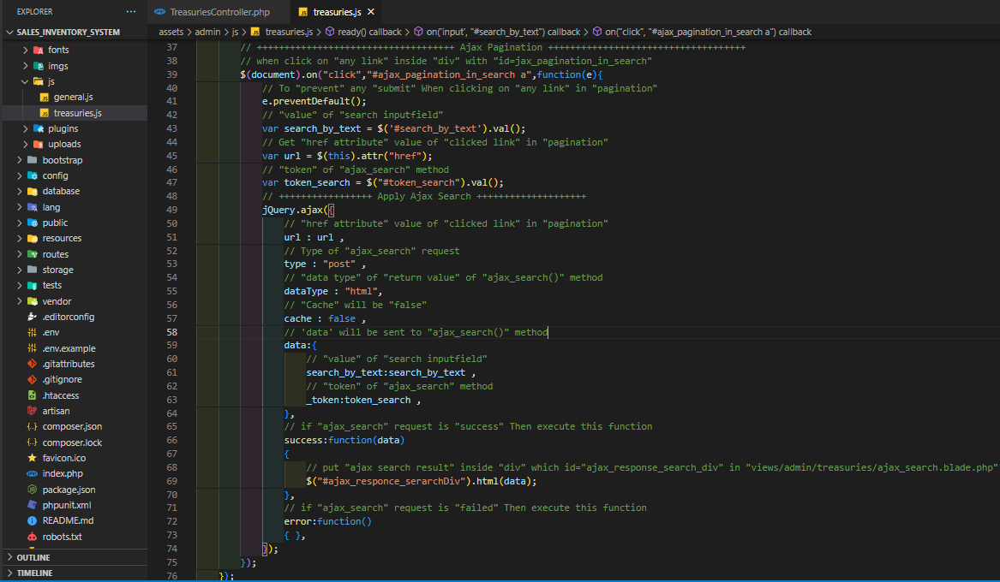 EXPLORER
SALES_INVENTORY_SYSTEM
fonts
imgs
js
general.js
treasuries.js
plugins
uploads
bootstrap
config
database
lang
public
resources
routes
storage
tests
vendor
.editorconfig
.env
.env.example
.gitattributes
.gitignore
.htaccess
artisan
composer.json
composer.lock
favicon.ico
index.php
package.json
phpunit.xml
README.md
robots.txt
OUTLINE
TIMELINE
TreasuriesController.php
treasuries.js
assets > admin > js > treasuries.js > ready() callback > on('input', "#search_by_text") callback > on("click", "#ajax_pagination_in_search a") callback
37 // ++++++++++++++++++++++++++++++++++++ Ajax Pagination ++++++++++++++++++++++++++++++++++++
38 // when click on "any link" inside "div" with "id=jax_pagination_in_search"
39 $(document).on("click","#ajax_pagination_in_search a",function(e){
40 // To "prevent" any "submit" When clicking on "any link" in "pagination"
41 e.preventDefault();
42 // "value" of "search inputfield"
43 var search_by_text = $('#search_by_text').val();
44 // Get "href attribute" value of "clicked link" in "pagination"
45 var url = $(this).attr("href");
46 // "token" of "ajax_search" method
47 var token_search = $("#token_search").val();
48 // +++++++++++++++++ Apply Ajax Search ++++++++++++++++++++
49 jQuery.ajax({
50 // "href attribute" value of "clicked link" in "pagination"
51 url : url ,
52 // Type of "ajax_search" request
53 type : "post" ,
54 // "data type" of "return value" of "ajax_search()" method
55 dataType : "html",
56 // "Cache" will be "false"
57 cache : false ,
58 // 'data' will be sent to "ajax_search()" method
59 data:{
60 // "value" of "search inputfield"
61 search_by_text:search_by_text ,
62 // "token" of "ajax_search" method
63 _token:token_search ,
64 },
65 // if "ajax_search" request is "success" Then execute this function
66 success:function(data)
67 {
68 // put "ajax search result" inside "div" which id="ajax_response_search_div" in "views/admin/treasuries/ajax_search.blade.php"
69 $("#ajax_responce_serarchDiv").html(data);
70 },
71 // if "ajax_search" request is "failed" Then execute this function
72 error:function()
73 { },
74 });
75 });
76 });